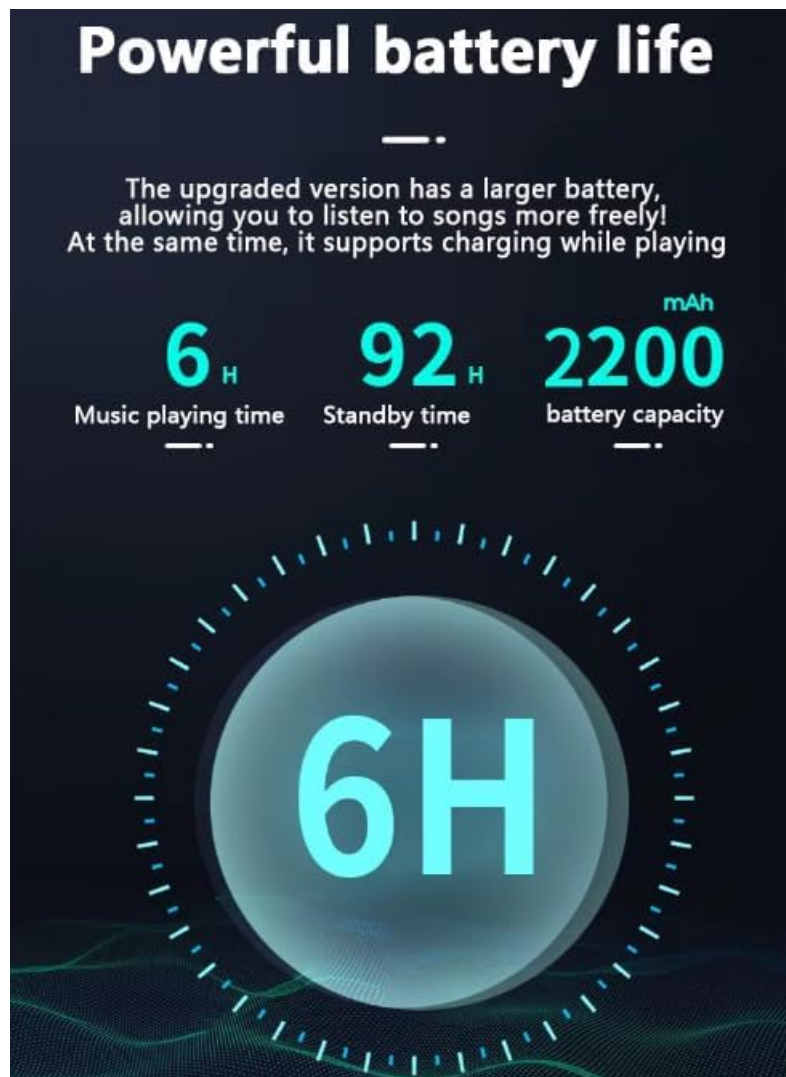 Powerful battery life
The upgraded version has a larger battery,
allowing you to listen to songs more freely!
At the same time, it supports charging while playing
6 H
Music playing time
92 H
Standby time
mAh
2200
battery capacity
6H